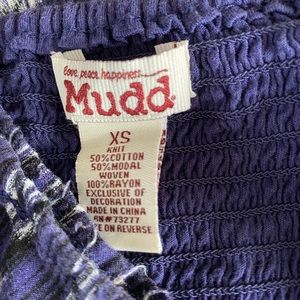 love, peace, happiness...
Mudd
XS
KNIT
50%COTTON
50%MODAL
WOVEN
100%RAYON
EXCLUSIVE OF
DECORATION
MADE IN CHINA
RN#73277
ON REVERSE